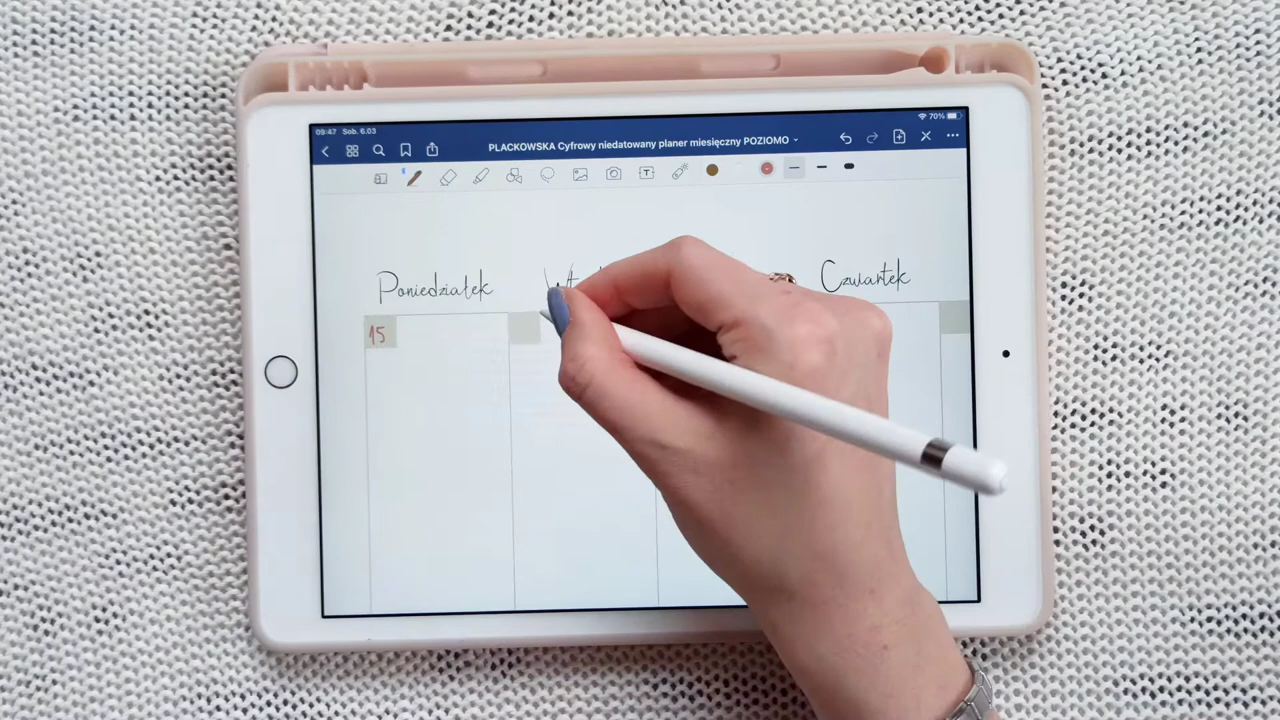 09:47 Sob. 6.03
70%
PLACKOWSKA Cyfrowy niedatowany planer miesięczny POZIOMO
T
Poniedziałek
Czwartek
15